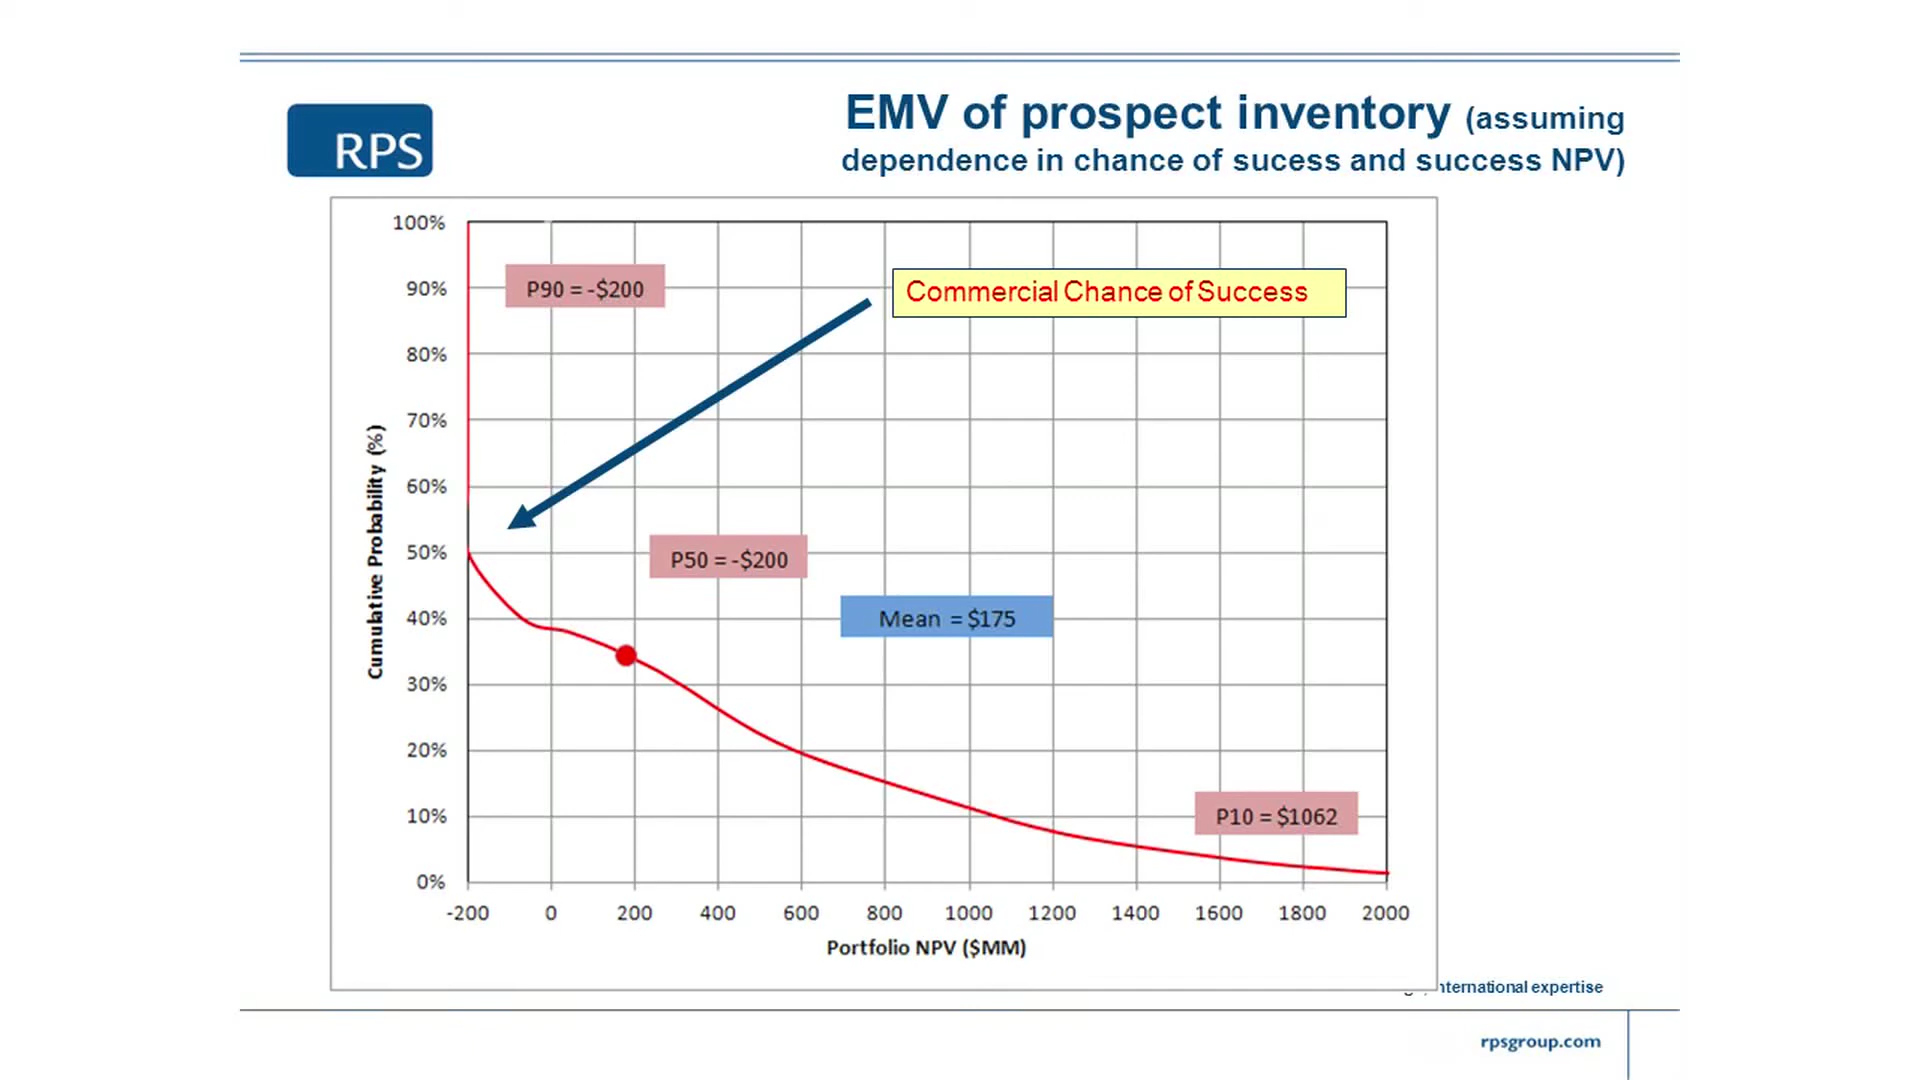 RPS
EMV of prospect inventory (assuming
dependence in chance of sucess and success NPV)
100%
90%
80%
70%
60%
50%
40%
30%
20%
10%
0%
Cumulative Probability (%)
P90 = -$200
Commercial Chance of Success
P50 = -$200
Mean = $175
P10 = $1062
-200 0 200 400 600 800 1000 1200 1400 1600 1800 2000
Portfolio NPV ($MM)
international expertise
rpsgroup.com